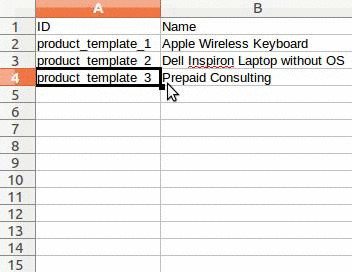 A B
1 ID Name
2 product_template_1 Apple Wireless Keyboard
3 product_template_2 Dell Inspiron Laptop without OS
4 product_template_3 Prepaid Consulting
5
6
7
8
9
10
11
12
13
14
15